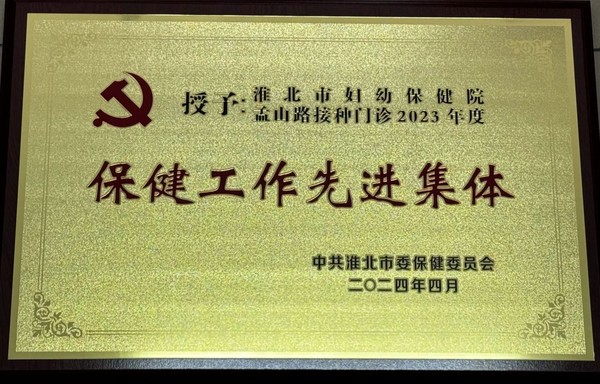 授予:淮北市妇幼保健院
孟山路接种门诊2023年度
保健工作先进集体
中共淮北市委保健委员会
二〇二四年四月